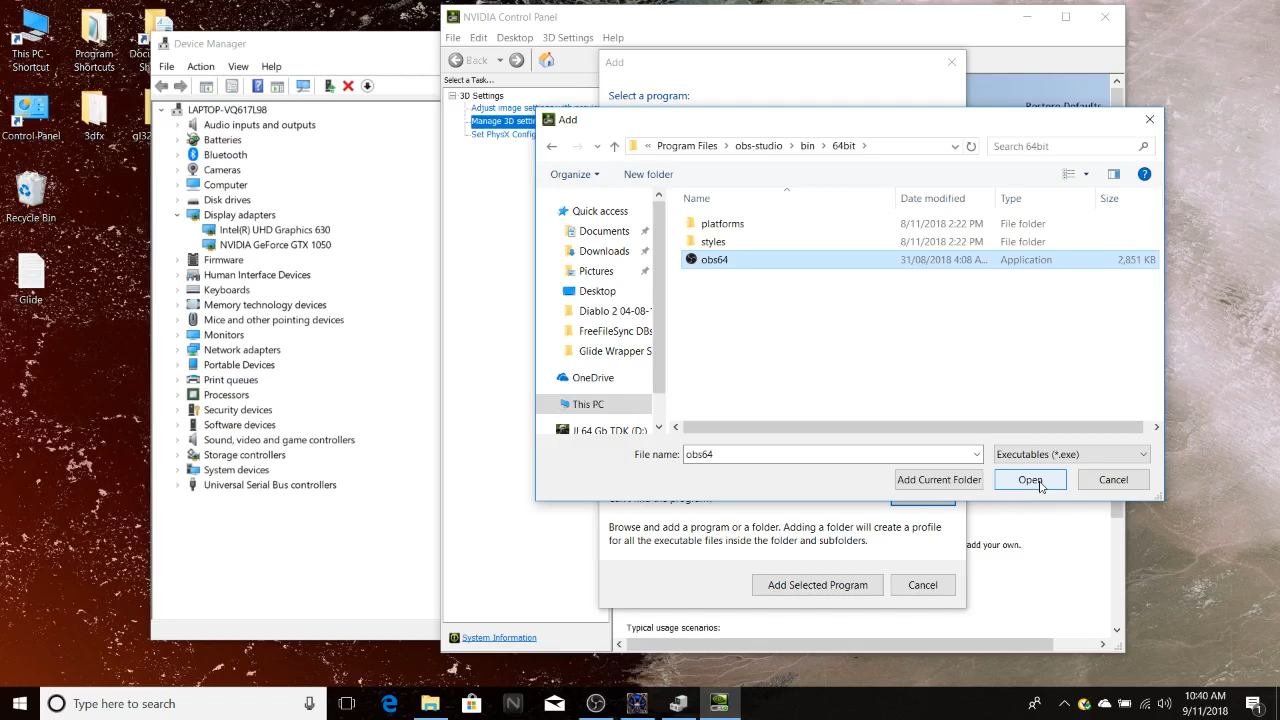 This PC -
Shortcut
Program
Shortcuts
Control-Panel
3dfx
Recycle Bin
Glide
Device Manager
File Action View Help
LAPTOP-VQ617L98
Audio inputs and outputs
Batteries
Bluetooth
Cameras
Computer
Disk drives
Display adapters
Intel(R) UHD Graphics 630
NVIDIA GeForce GTX 1050
Firmware
Human Interface Devices
Keyboards
Memory technology devices
Mice and other pointing devices
Monitors
Network adapters
Portable Devices
Print queues
Processors
Security devices
Software devices
Sound, video and game controllers
Storage controllers
System devices
Universal Serial Bus controllers
NVIDIA Control Panel
File Edit Desktop 3D Settings Help
Back
Select a Task...
3D Settings
Adjust image settings with
Manage 3D setti
Set PhysX Confi
System Information
Restore Defaults
Add
Select a program:
Add
« Program Files › obs-studio › bin › 64bit ›
Search 64bit
Organize
New folder
Quick access
Documents
Downloads
Pictures
Desktop
Diablo 2 04-08-
FreeFileSync DBs
Glide Wrapper S
OneDrive
This PC
64 Gb TDK (D:)
Name Date modified Type Size
platforms 8/11/2018 2:22 PM File folder
styles 8/11/2018 2:22 PM File folder
obs64 31/08/2018 4:08 A... Application 2,851 KB
File name: obs64 Executables (*.exe)
Add Current Folder Open Cancel
Browse and add a program or a folder. Adding a folder will create a profile
for all the executable files inside the folder and subfolders.
Add Selected Program Cancel
add your own.
Typical usage scenarios:
Type here to search
10:40 AM
9/11/2018
1